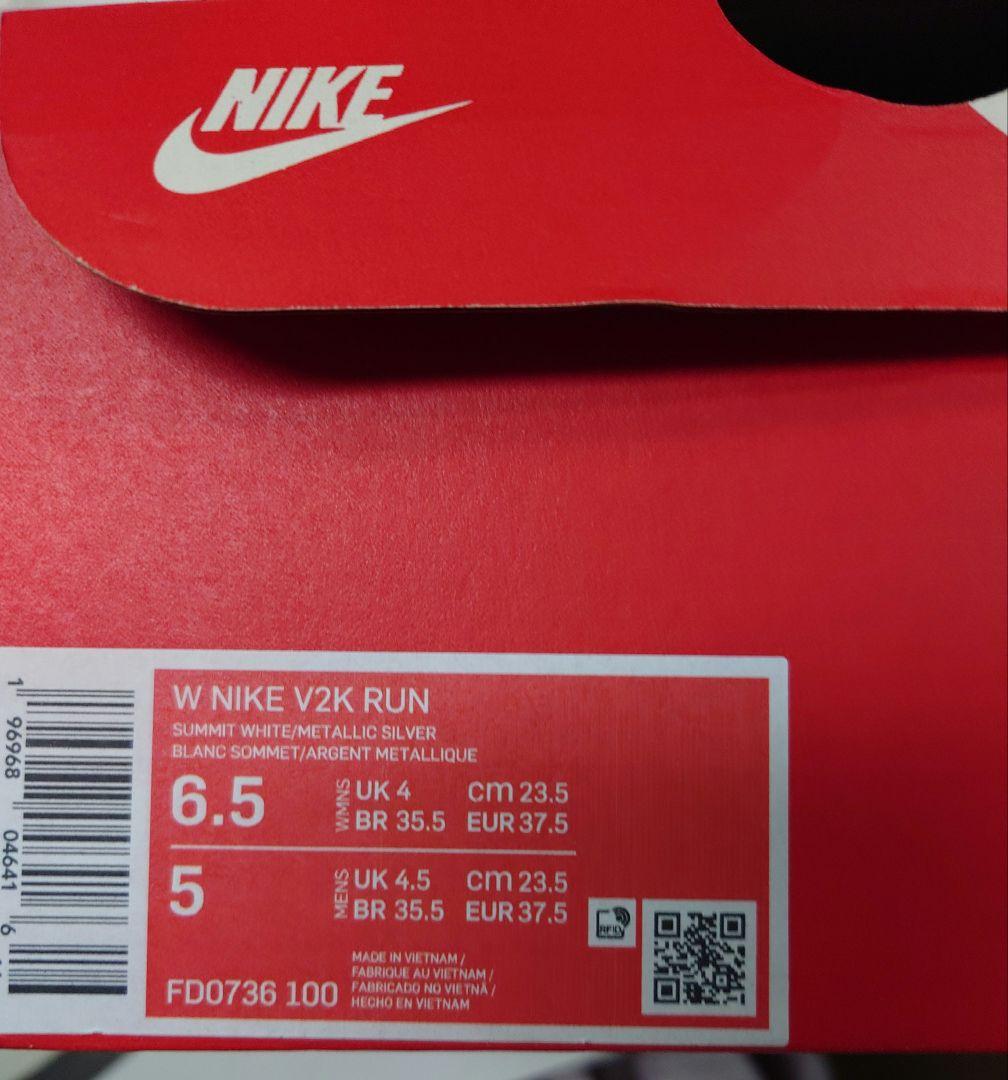 NIKE
W NIKE V2K RUN
SUMMIT WHITE/METALLIC SILVER
BLANC SOMMET/ARGENT METALLIQUE
6.5 WMNS UK 4 cm 23.5
BR 35.5 EUR 37.5
5 MENS UK 4.5 cm 23.5
BR 35.5 EUR 37.5
RFID
MADE IN VIETNAM /
FABRIQUE AU VIETNAM /
FABRICADO NO VIETNÃ /
HECHO EN VIETNAM
FD0736 100
1 96968 04641 6